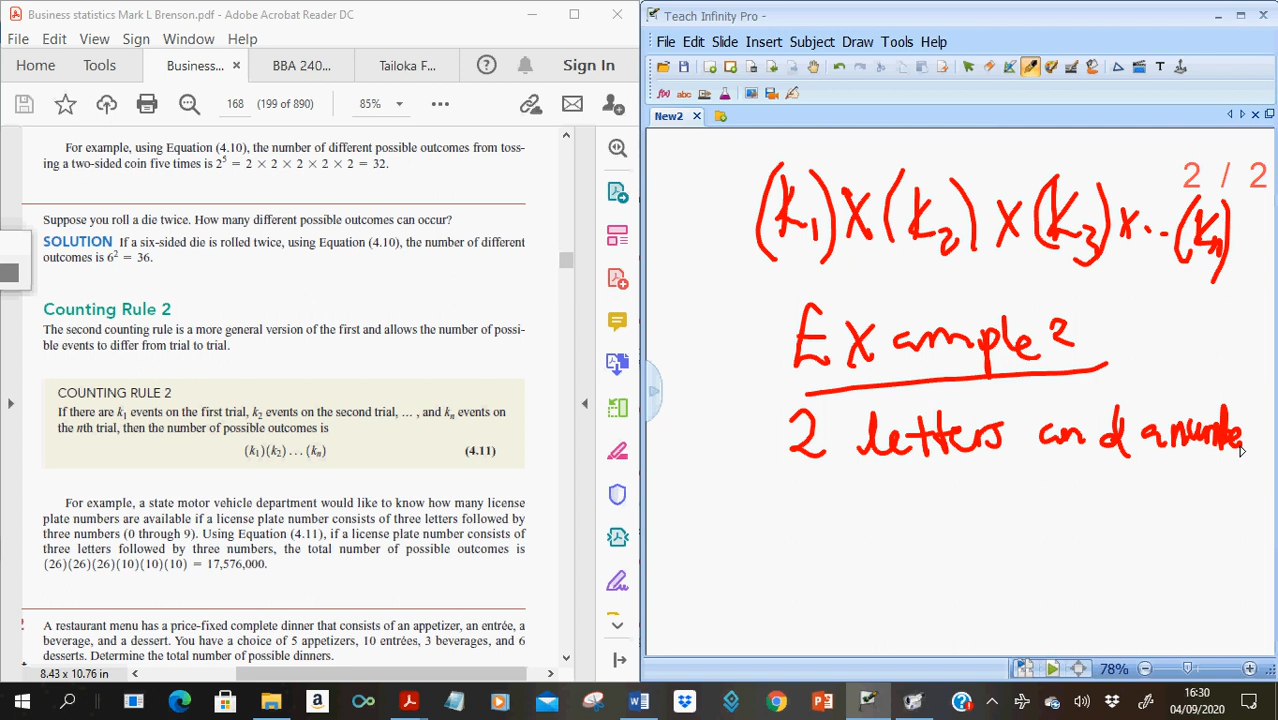 Business statistics Mark L Brenson.pdf - Adobe Acrobat Reader DC
File Edit View Sign Window Help
Home Tools Business... × BBA 240... Tailoka F... Sign In
168 (199 of 890) 85%
For example, using Equation (4.10), the number of different possible outcomes from toss-
ing a two-sided coin five times is 2⁵ = 2 × 2 × 2 × 2 × 2 = 32.
Suppose you roll a die twice. How many different possible outcomes can occur?
SOLUTION If a six-sided die is rolled twice, using Equation (4.10), the number of different
outcomes is 6² = 36.
Counting Rule 2
The second counting rule is a more general version of the first and allows the number of possi-
ble events to differ from trial to trial.
COUNTING RULE 2
If there are k₁ events on the first trial, k₂ events on the second trial, ... , and kₙ events on
the nth trial, then the number of possible outcomes is
(k₁)(k₂) . . . (kₙ) (4.11)
For example, a state motor vehicle department would like to know how many license
plate numbers are available if a license plate number consists of three letters followed by
three numbers (0 through 9). Using Equation (4.11), if a license plate number consists of
three letters followed by three numbers, the total number of possible outcomes is
(26)(26)(26)(10)(10)(10) = 17,576,000.
2 A restaurant menu has a price-fixed complete dinner that consists of an appetizer, an entrée, a
beverage, and a dessert. You have a choice of 5 appetizers, 10 entrées, 3 beverages, and 6
desserts. Determine the total number of possible dinners.
8.43 x 10.76 in
Teach Infinity Pro -
File Edit Slide Insert Subject Draw Tools Help
f(x) abc
New2 ×
2 / 2
(k₁) × (k₂) × (k₃) × .. (kₙ)
Example 2
2 letters and a numbe
78%
16:30
04/09/2020